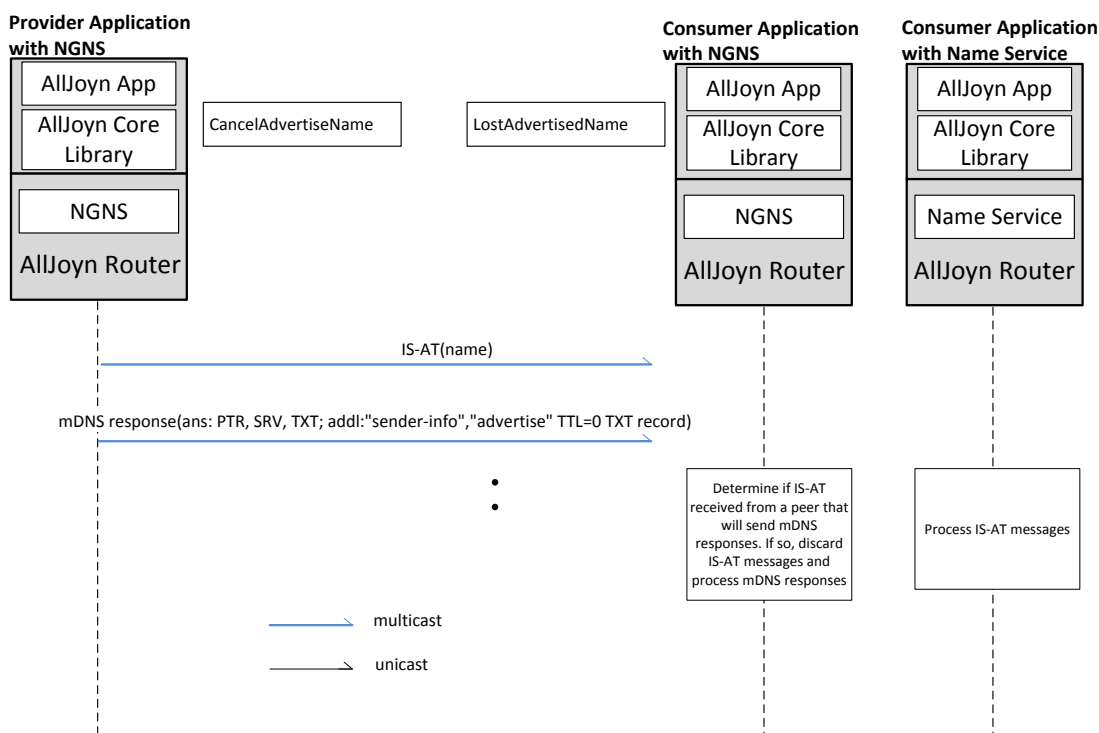 Provider Application
with NGNS
AllJoyn App
AllJoyn Core
Library
NGNS
AllJoyn Router
CancelAdvertiseName
LostAdvertisedName
Consumer Application
with NGNS
AllJoyn App
AllJoyn Core
Library
NGNS
AllJoyn Router
Consumer Application
with Name Service
AllJoyn App
AllJoyn Core
Library
Name Service
AllJoyn Router
IS-AT(name)
mDNS response(ans: PTR, SRV, TXT; addl:"sender-info","advertise" TTL=0 TXT record)
Determine if IS-AT
received from a peer that
will send mDNS
responses. If so, discard
IS-AT messages and
process mDNS responses
Process IS-AT messages
multicast
unicast